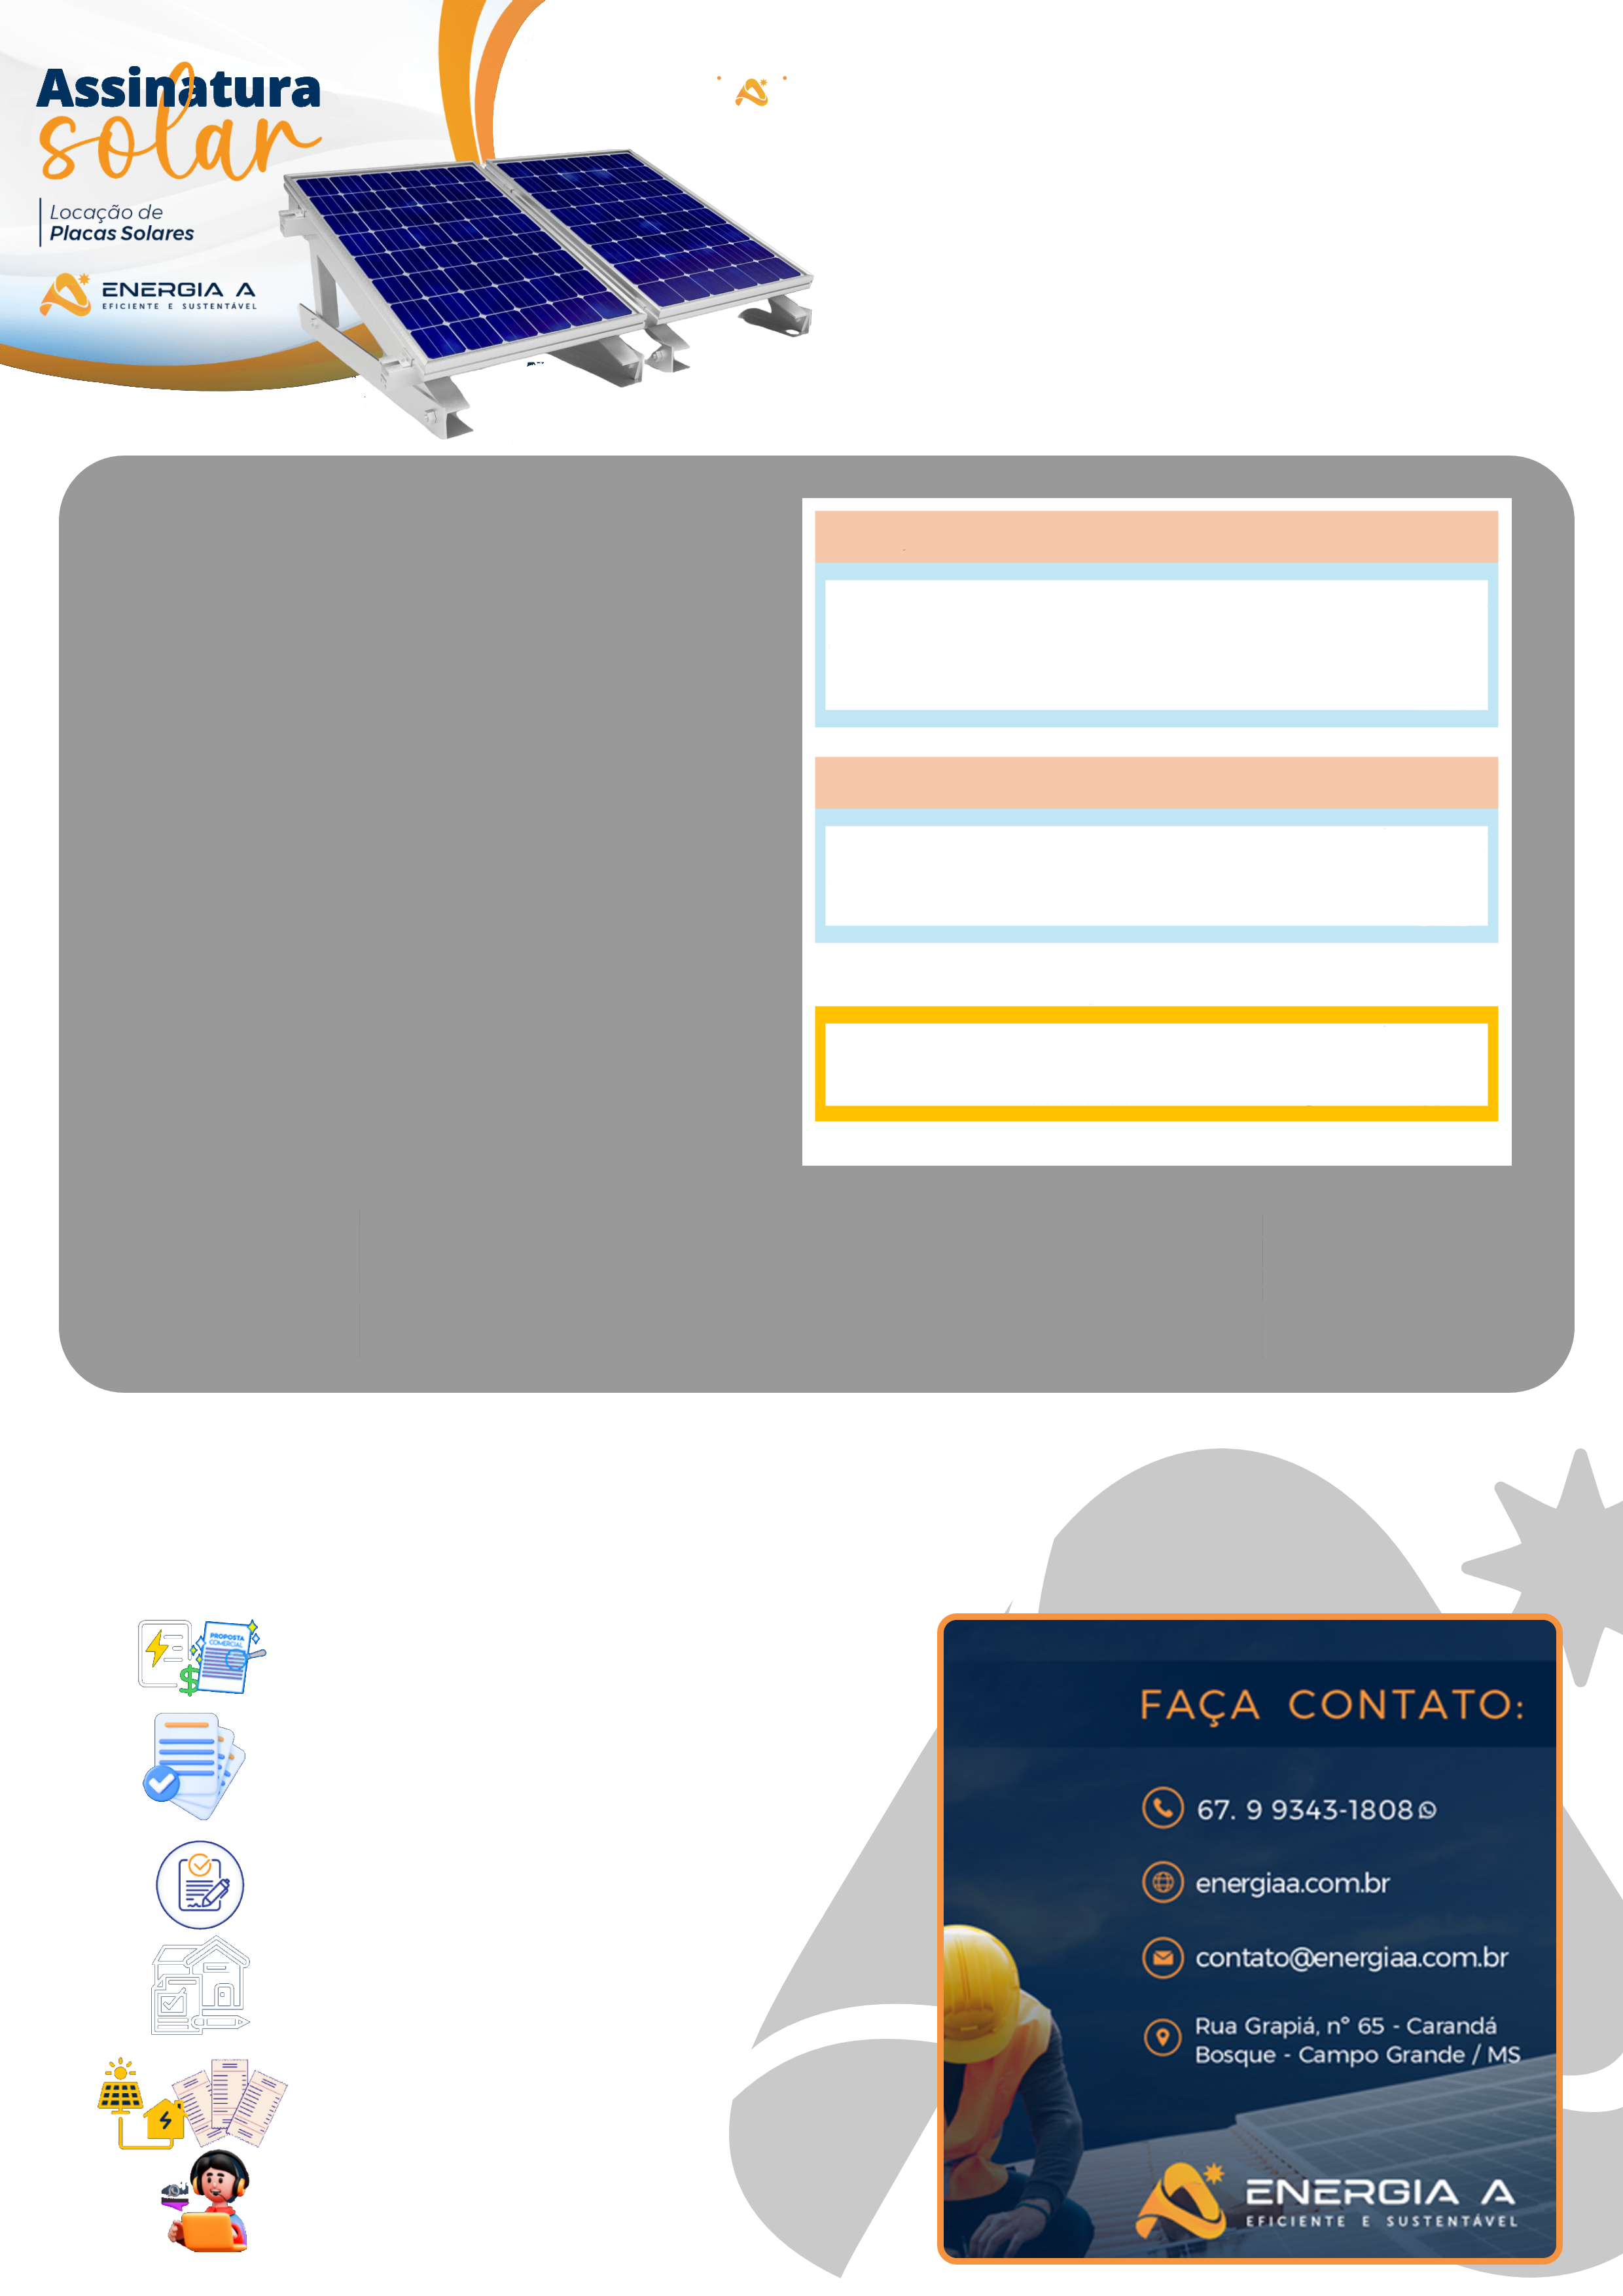 Assinatura
solar
Locação de
Placas Solares
ENERGIA A
EFICIENTE E SUSTENTÁVEL
PROPOSTA
COMERCIAL
FAÇA CONTATO:
67. 9 9343-1808
energiaa.com.br
contato@energiaa.com.br
Rua Grapiá, nº 65 - Carandá
Bosque - Campo Grande / MS
ENERGIA A
EFICIENTE E SUSTENTÁVEL